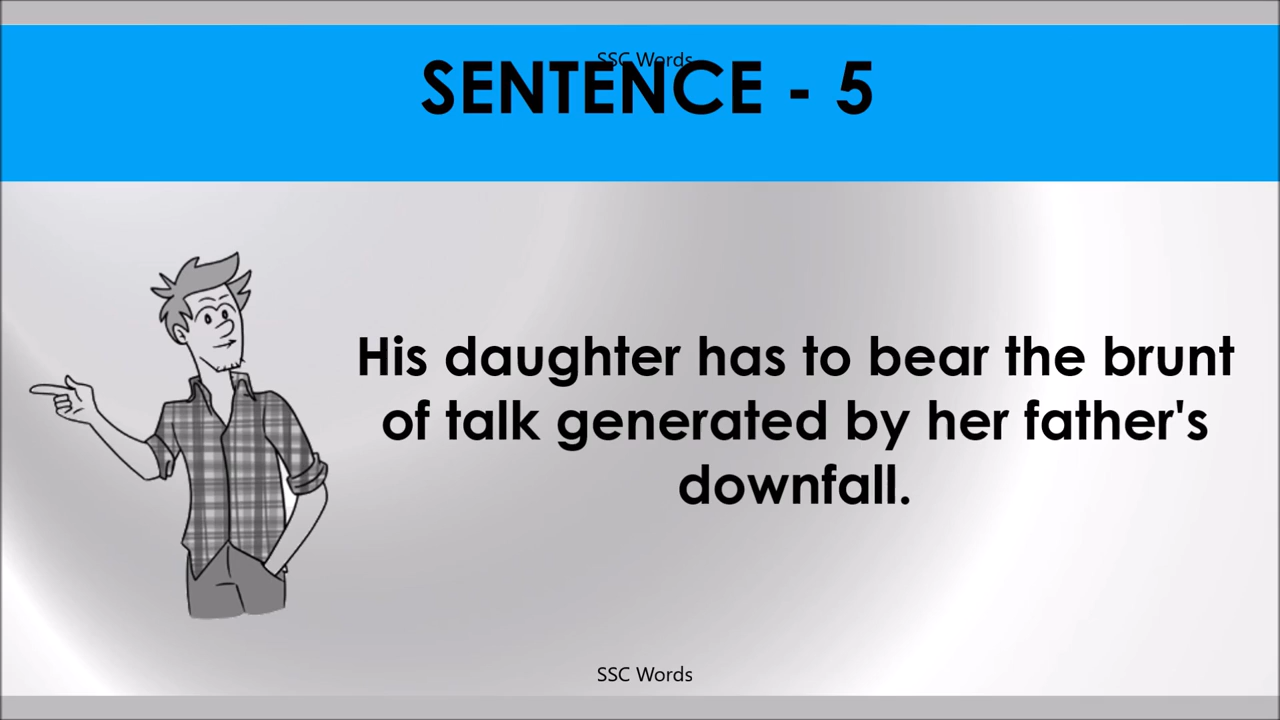 SSC Words
SENTENCE - 5
His daughter has to bear the brunt
of talk generated by her father's
downfall.
SSC Words